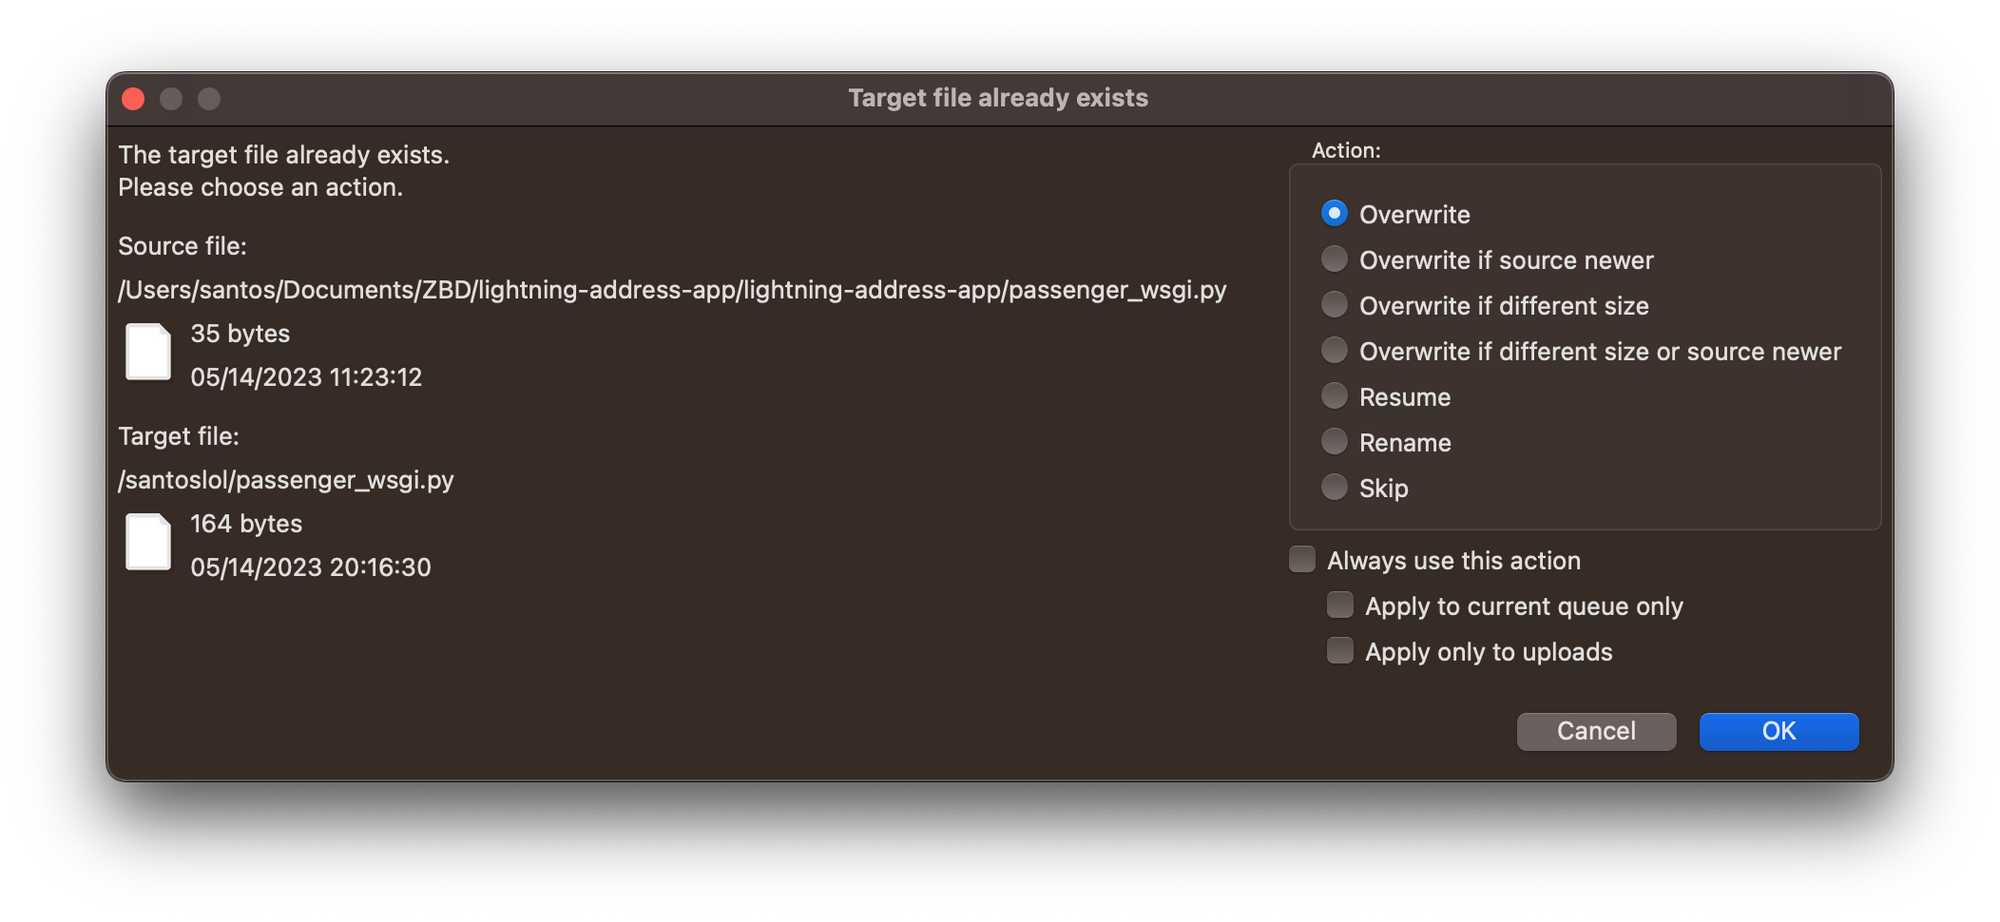 Target file already exists
The target file already exists.
Please choose an action.
Source file:
/Users/santos/Documents/ZBD/lightning-address-app/lightning-address-app/passenger_wsgi.py
35 bytes
05/14/2023 11:23:12
Target file:
/santoslol/passenger_wsgi.py
164 bytes
05/14/2023 20:16:30
Action:
Overwrite
Overwrite if source newer
Overwrite if different size
Overwrite if different size or source newer
Resume
Rename
Skip
Always use this action
Apply to current queue only
Apply only to uploads
Cancel
OK